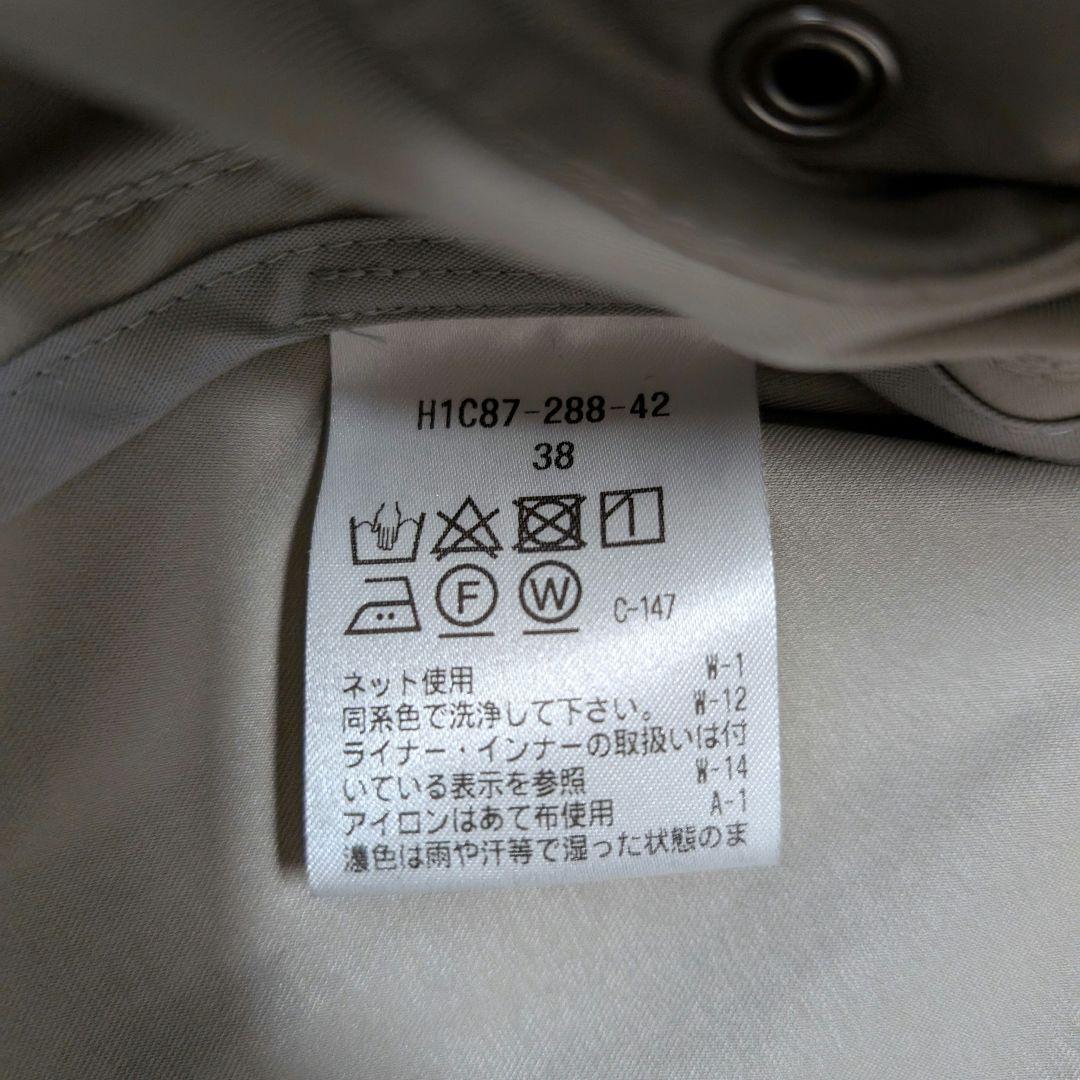 H1C87-288-42
38
F W C-147
ネット使用 W-1
同系色で洗浄して下さい。 W-12
ライナー・インナーの取扱いは付
いている表示を参照 W-14
アイロンはあて布使用 A-1
濃色は雨や汗等で湿った状態のま